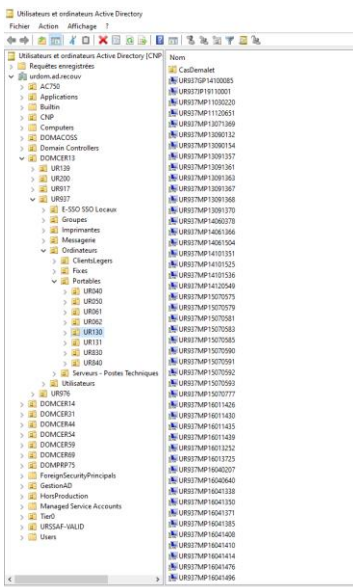 Utilisateurs et ordinateurs Active Directory
Fichier Action Affichage ?
Utilisateurs et ordinateurs Active Directory [CNP
Requêtes enregistrées
urdom.ad.recouv
AC750
Applications
Builtin
CNP
Computers
DOMACOSS
Domain Controllers
DOMCER13
UR139
UR200
UR917
UR937
E-SSO SSO Locaux
Groupes
Imprimantes
Messagerie
Ordinateurs
ClientsLegers
Fixes
Portables
UR040
UR050
UR061
UR062
UR130
UR131
UR830
UR840
Serveurs - Postes Techniques
Utilisateurs
UR976
DOMCER14
DOMCER31
DOMCER44
DOMCER54
DOMCER59
DOMCER69
DOMPRP75
ForeignSecurityPrincipals
GestionAD
HorsProduction
Managed Service Accounts
Tier0
URSSAF-VALID
Users
Nom
CasDemalet
UR937GP14100085
UR937IP19110001
UR937MP11030220
UR937MP11120651
UR937MP13071369
UR937MP13090132
UR937MP13090154
UR937MP13091357
UR937MP13091361
UR937MP13091363
UR937MP13091367
UR937MP13091368
UR937MP13091370
UR937MP14060378
UR937MP14061366
UR937MP14061504
UR937MP14101351
UR937MP14101525
UR937MP14101536
UR937MP14120549
UR937MP15070575
UR937MP15070579
UR937MP15070581
UR937MP15070583
UR937MP15070585
UR937MP15070590
UR937MP15070591
UR937MP15070592
UR937MP15070593
UR937MP15070777
UR937MP16011426
UR937MP16011430
UR937MP16011435
UR937MP16011439
UR937MP16013252
UR937MP16013725
UR937MP16040207
UR937MP16040640
UR937MP16041338
UR937MP16041350
UR937MP16041371
UR937MP16041385
UR937MP16041408
UR937MP16041410
UR937MP16041414
UR937MP16041476
UR937MP16041496